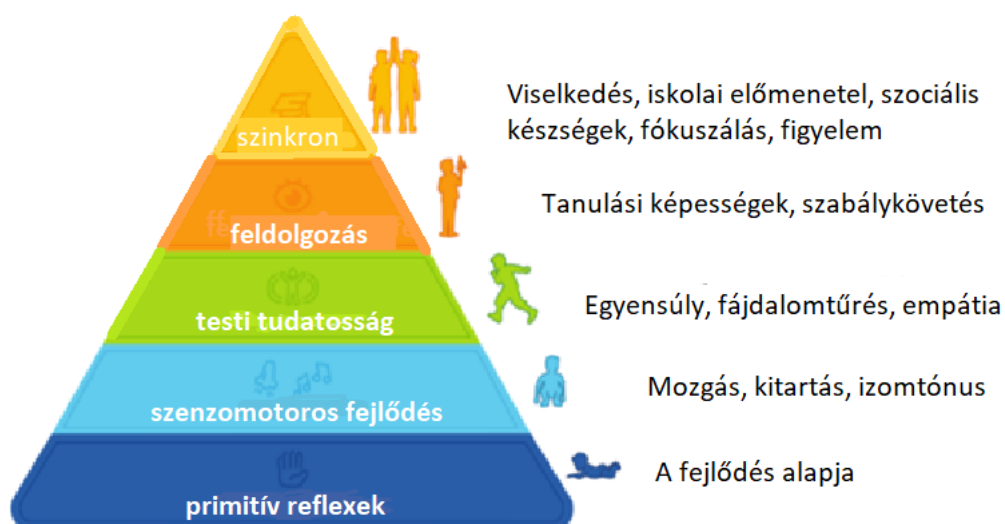 szinkron
Viselkedés, iskolai előmenetel, szociális
készségek, fókuszálás, figyelem
feldolgozás
Tanulási képességek, szabálykövetés
testi tudatosság
Egyensúly, fájdalomtűrés, empátia
szenzomotoros fejlődés
Mozgás, kitartás, izomtónus
primitív reflexek
A fejlődés alapja